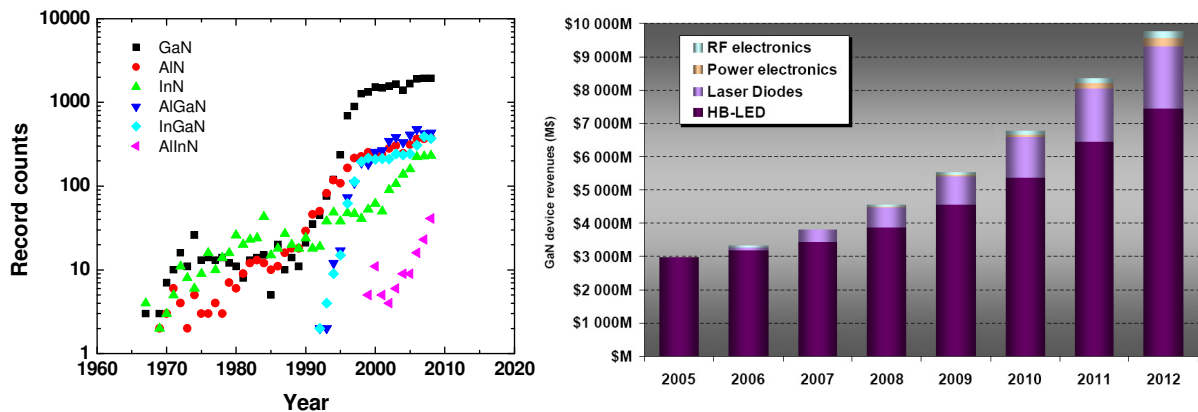 10000
1000
100
10
1
Record counts
GaN
AlN
InN
AlGaN
InGaN
AlInN
1960 1970 1980 1990 2000 2010 2020
Year
$10 000M
$9 000M
$8 000M
$7 000M
$6 000M
$5 000M
$4 000M
$3 000M
$2 000M
$1 000M
$M
GaN device revenues (M$)
RF electronics
Power electronics
Laser Diodes
HB-LED
2005 2006 2007 2008 2009 2010 2011 2012